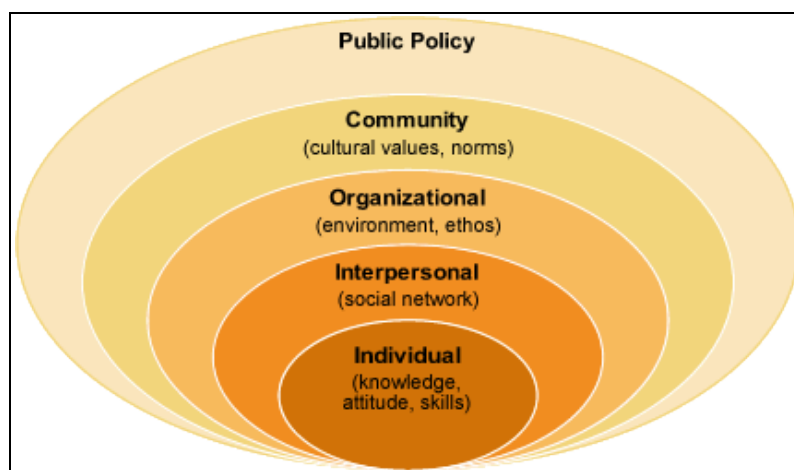 Public Policy
Community
(cultural values, norms)
Organizational
(environment, ethos)
Interpersonal
(social network)
Individual
(knowledge,
attitude, skills)